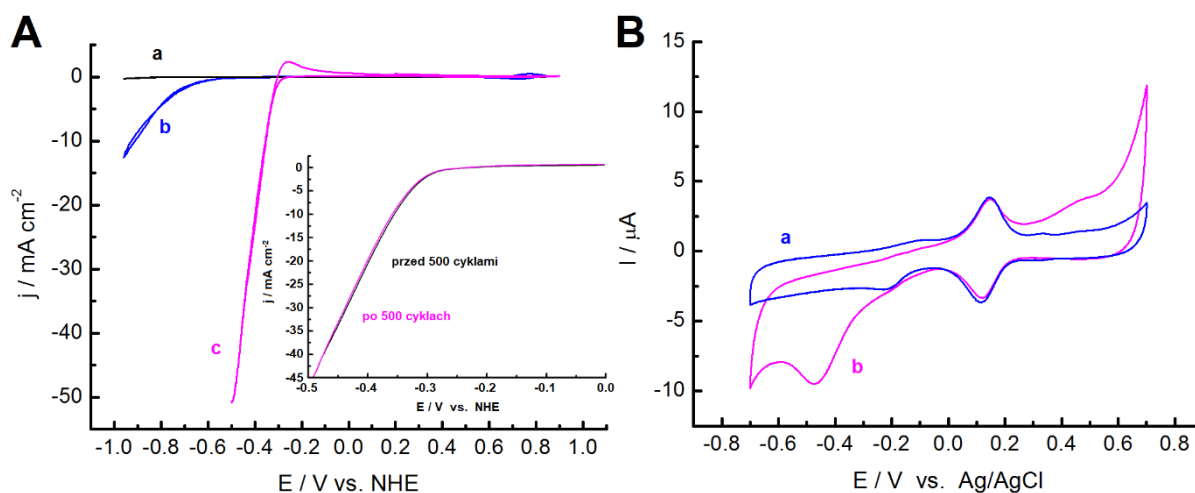 A
a
b
c
5
0
-10
-20
-30
-40
-50
j / mA cm⁻²
-1.0 -0.8 -0.6 -0.4 -0.2 0.0 0.2 0.4 0.6 0.8 1.0
E / V vs. NHE
0
-5
-10
-15
-20
-25
-30
-35
-40
-45
j / mA cm⁻²
przed 500 cyklami
po 500 cyklach
-0.5 -0.4 -0.3 -0.2 -0.1 0.0
E / V vs. NHE
B
15
10
5
0
-5
-10
I / μA
a
b
-0.8 -0.6 -0.4 -0.2 0.0 0.2 0.4 0.6 0.8
E / V vs. Ag/AgCl